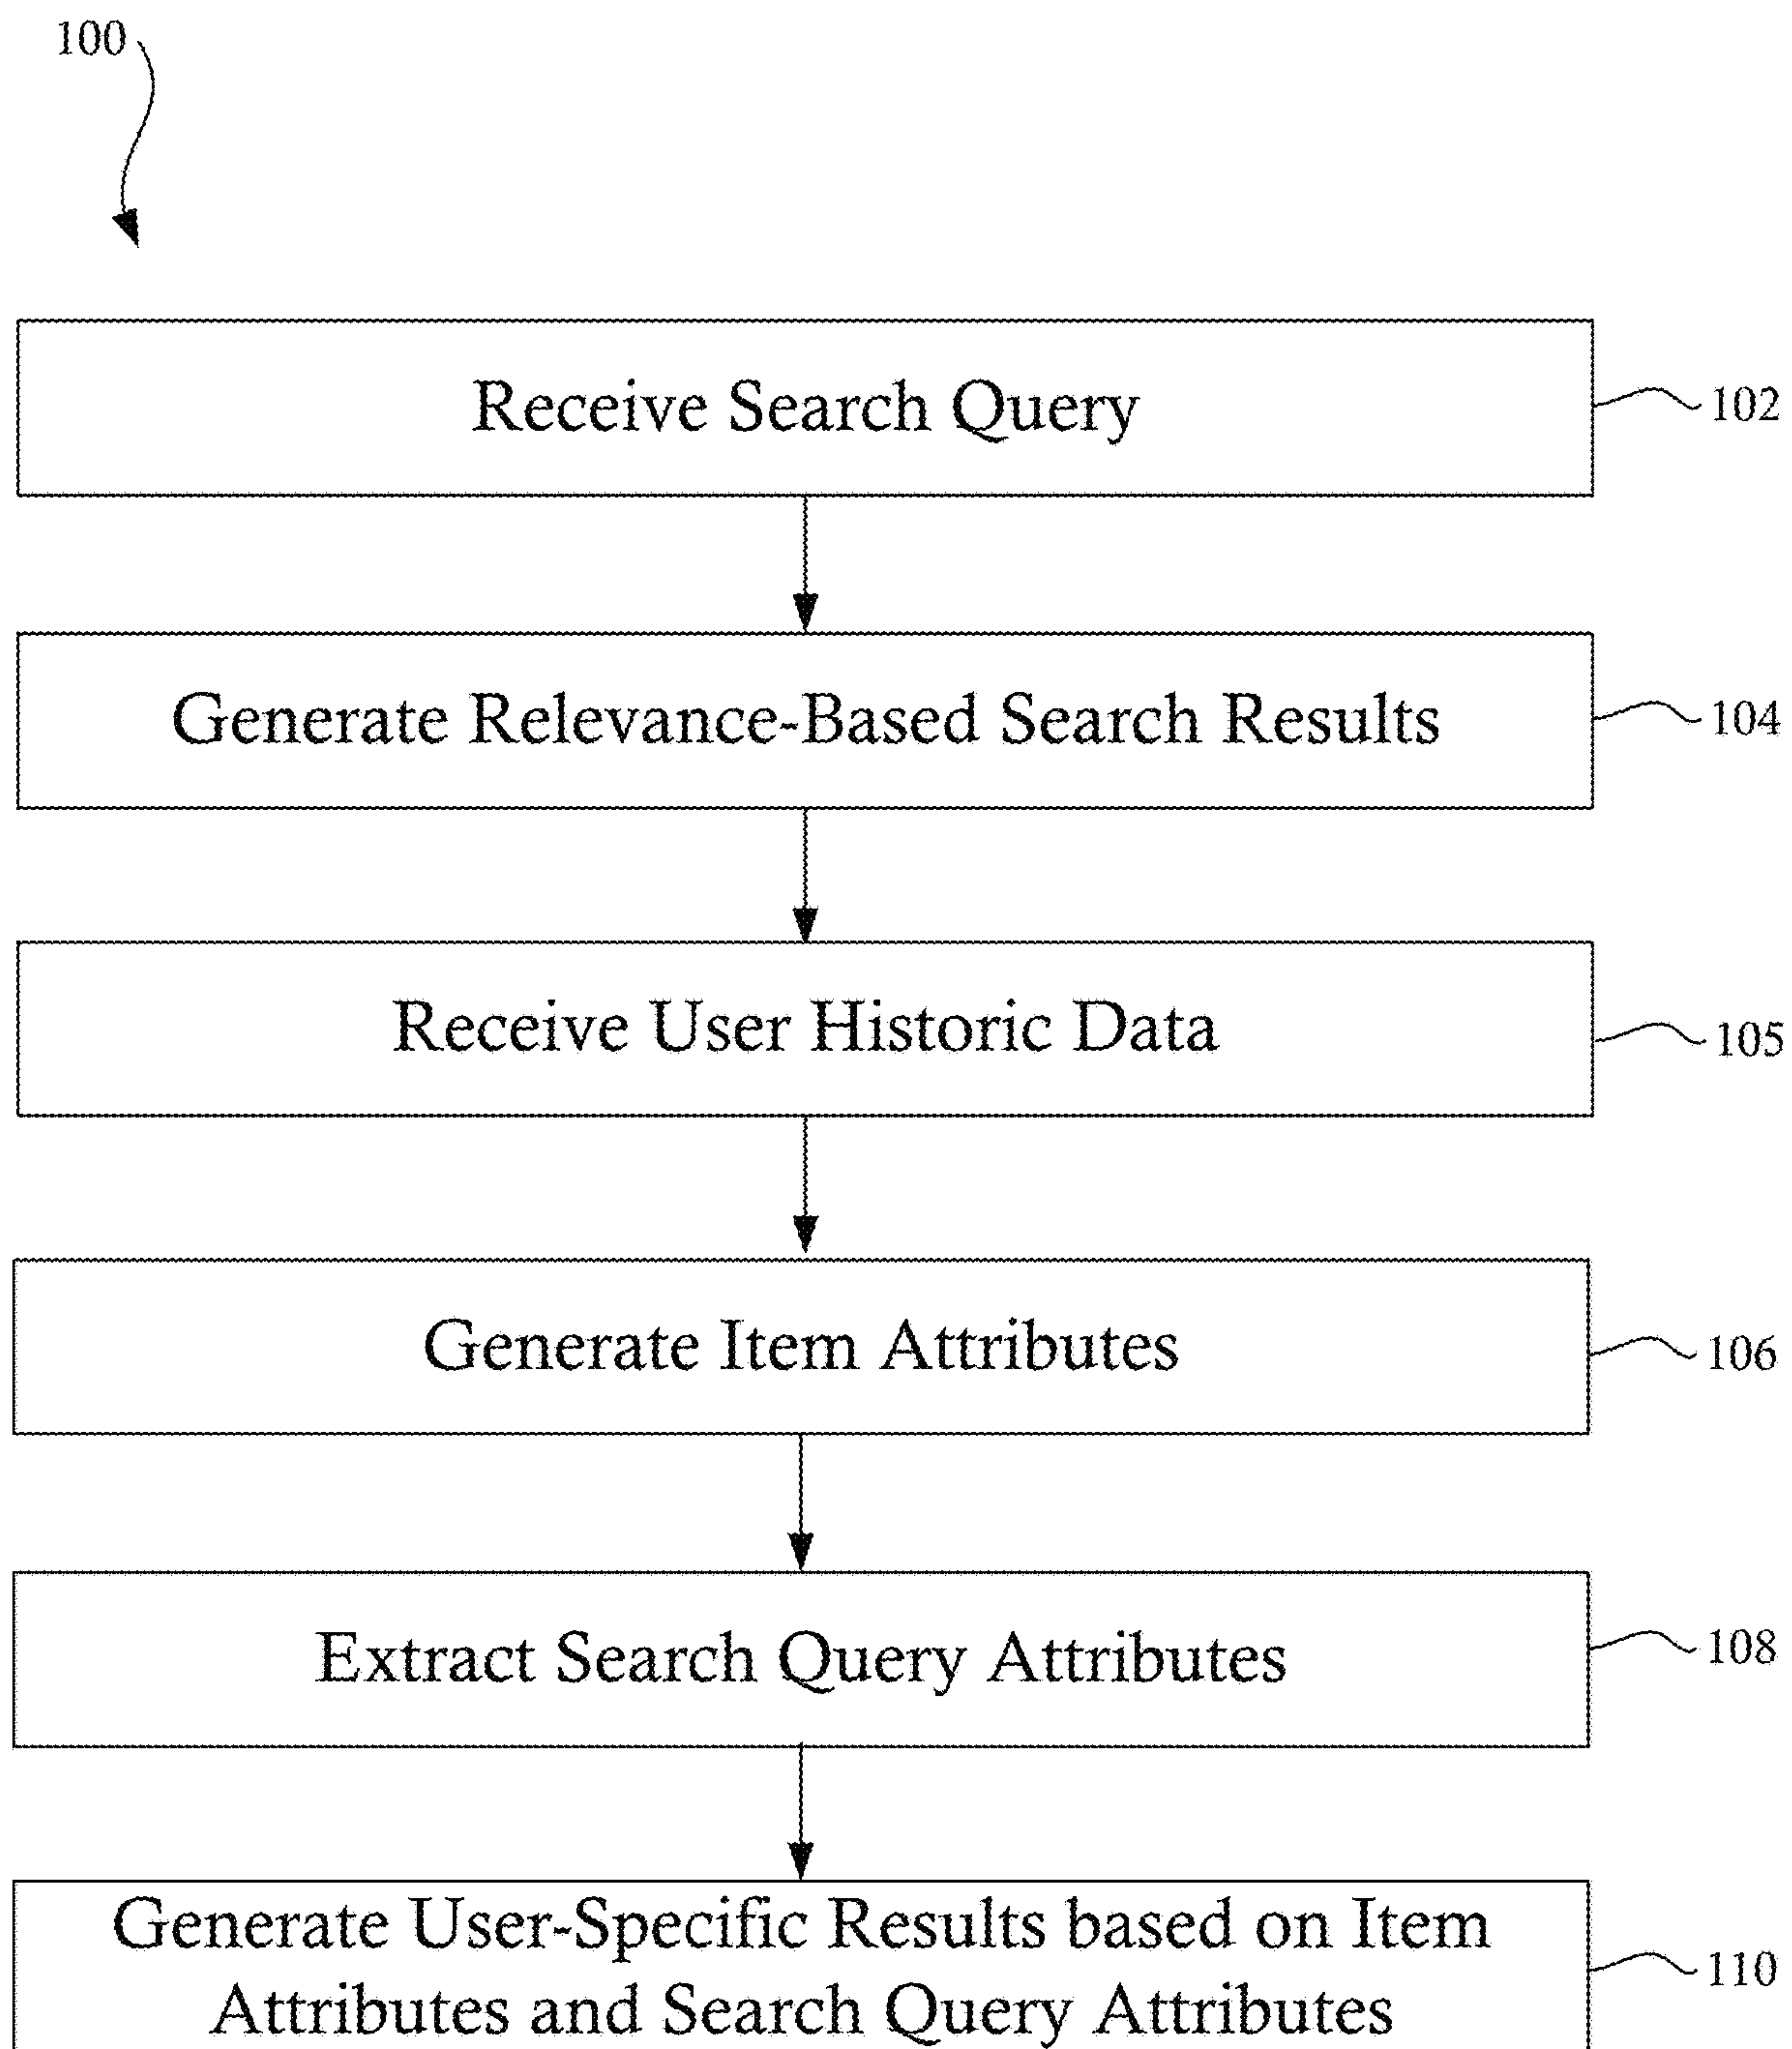 100
Receive Search Query
102
Generate Relevance-Based Search Results
104
Receive User Historic Data
105
Generate Item Attributes
106
Extract Search Query Attributes
108
Generate User-Specific Results based on Item
Attributes and Search Query Attributes
110